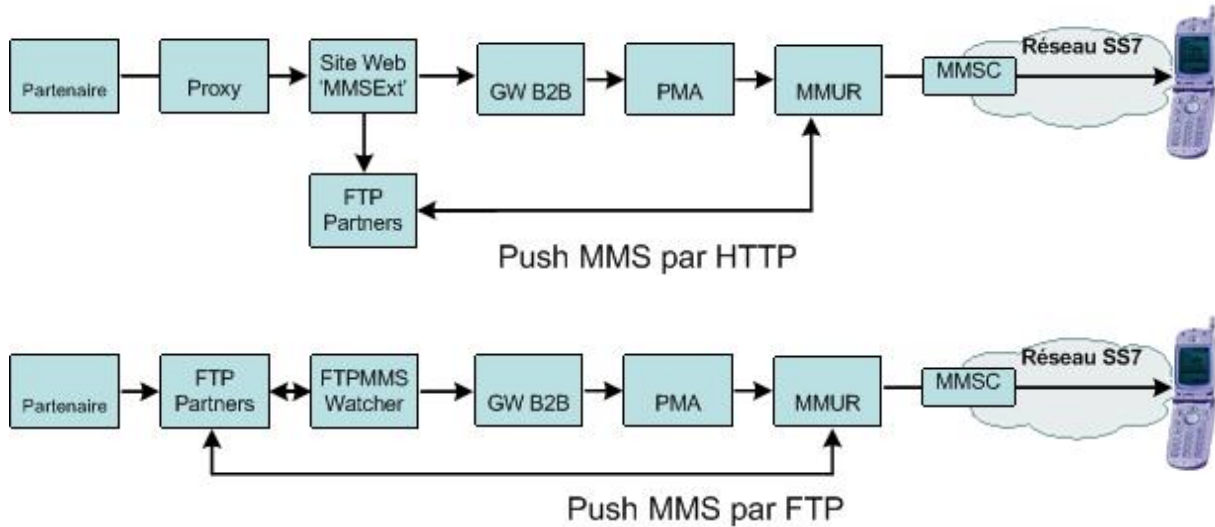 Partenaire
Proxy
Site Web
'MMSExt'
GW B2B
PMA
MMUR
MMSC
Réseau SS7
FTP
Partners
Push MMS par HTTP
Partenaire
FTP
Partners
FTPMMS
Watcher
GW B2B
PMA
MMUR
MMSC
Réseau SS7
Push MMS par FTP